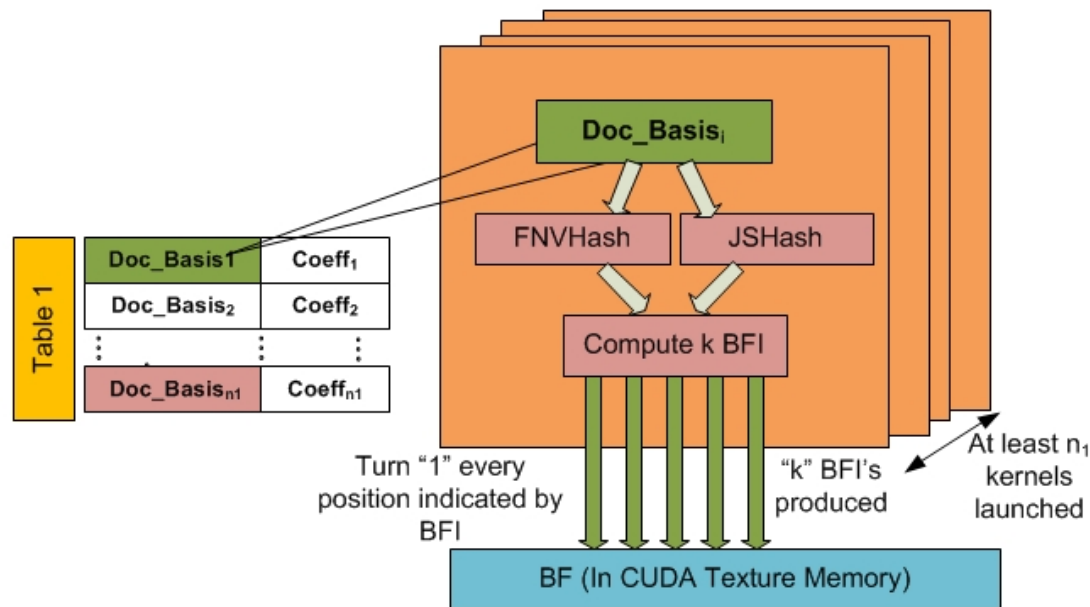 Doc_Basisi
FNVHash
JSHash
Compute k BFI
Table 1
Doc_Basis1
Coeff1
Doc_Basis2
Coeff2
Doc_Basisn1
Coeffn1
Turn “1” every
position indicated by
BFI
“k” BFI’s
produced
At least n1
kernels
launched
BF (In CUDA Texture Memory)